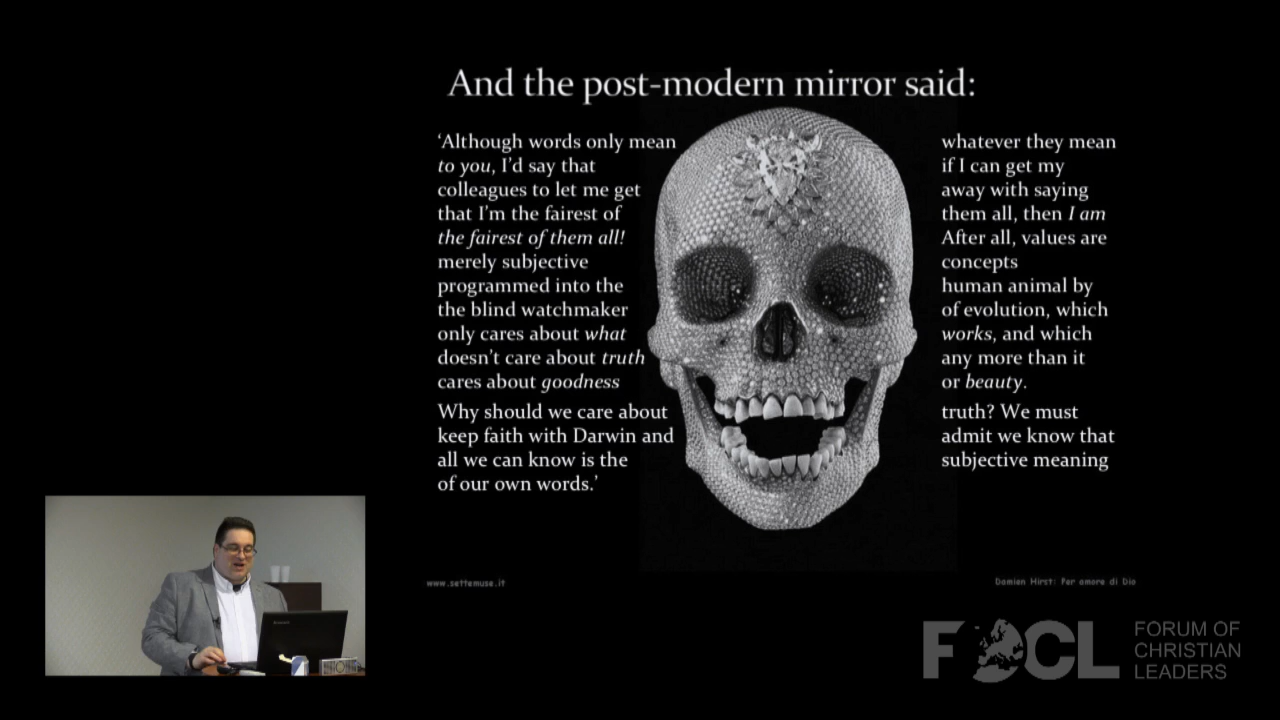 And the post-modern mirror said:
‘Although words only mean whatever they mean
to you, I’d say that if I can get my
colleagues to let me get away with saying
that I’m the fairest of them all, then I am
the fairest of them all! After all, values are
merely subjective concepts
programmed into the human animal by
the blind watchmaker of evolution, which
only cares about what works, and which
doesn’t care about truth any more than it
cares about goodness or beauty.
Why should we care about truth? We must
keep faith with Darwin and admit we know that
all we can know is the subjective meaning
of our own words.’
www.settemuse.it
Damien Hirst: Per amore di Dio
FOCL
FORUM OF
CHRISTIAN
LEADERS